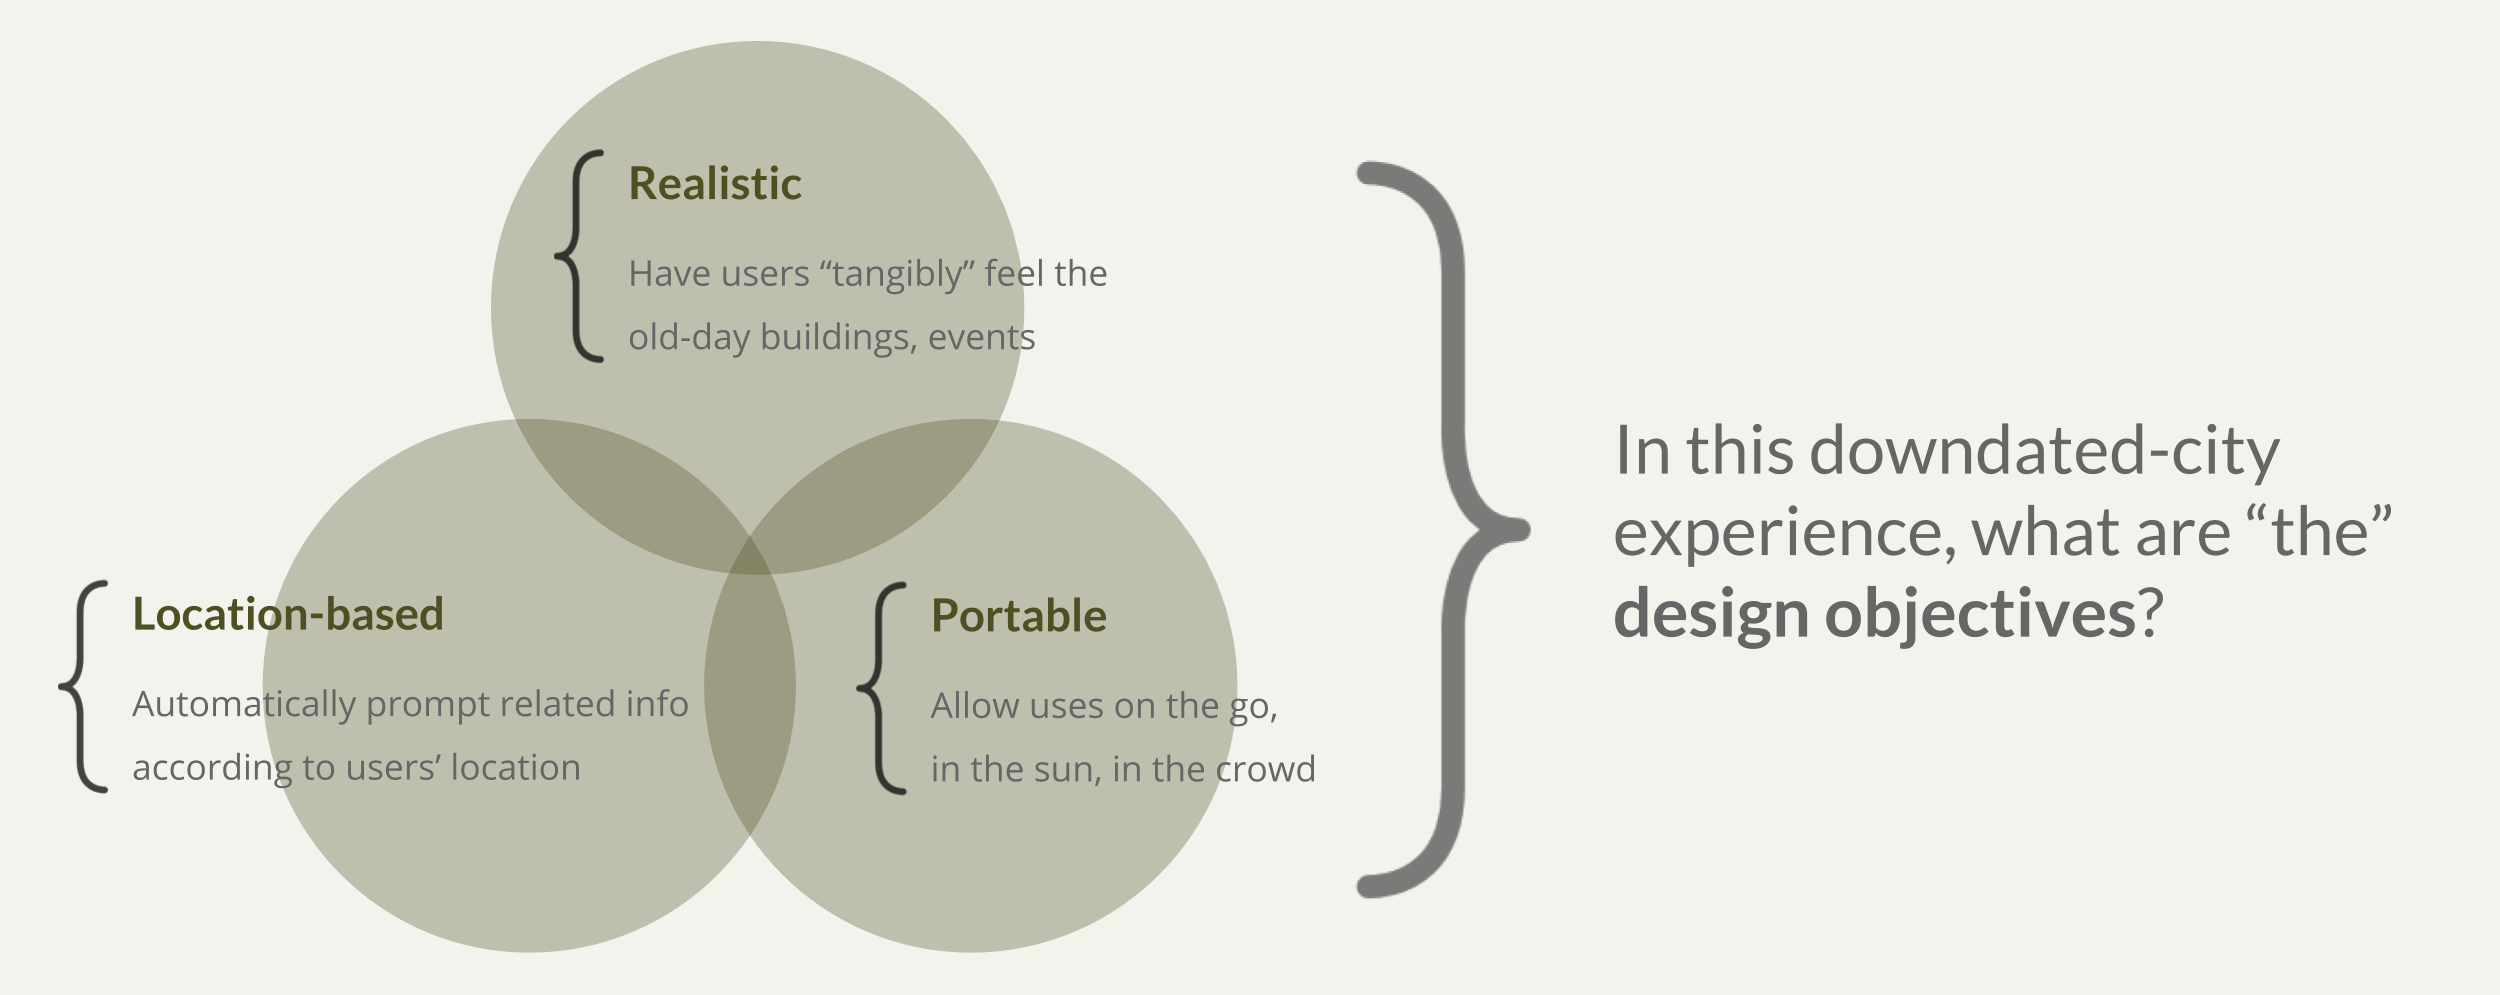 Realistic
Have users “tangibly” feel the
old-day buildings, events
Location-based
Automatically prompt related info
according to users’ location
Portable
Allow uses on the go,
in the sun, in the crowd
In this downdated-city
experience, what are“the”
design objectives?